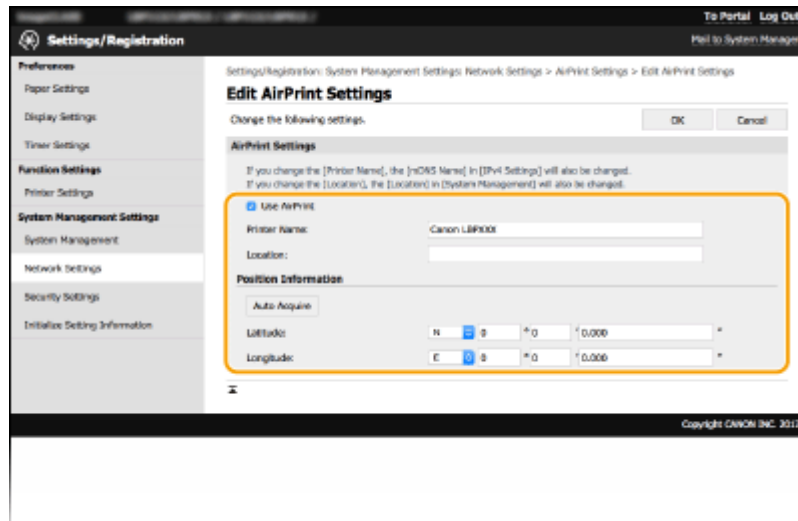 To Portal Log Out
Settings/Registration
Mail to System Manager
Preferences
Paper Settings
Display Settings
Timer Settings
Function Settings
Printer Settings
System Management Settings
System Management
Network Settings
Security Settings
Initialize Setting Information
Settings/Registration: System Management Settings: Network Settings > AirPrint Settings > Edit AirPrint Settings
Edit AirPrint Settings
Change the following settings.
OK
Cancel
AirPrint Settings
If you change the [Printer Name], the [mDNS Name] in [IPv4 Settings] will also be changed.
If you change the [Location], the [Location] in [System Management] will also be changed.
Use AirPrint
Printer Name: Canon LBPXXX
Location:
Position Information
Auto Acquire
Latitude: N 0 ° 0 ' 0.000 "
Longitude: E 0 ° 0 ' 0.000 "
Copyright CANON INC. 2017